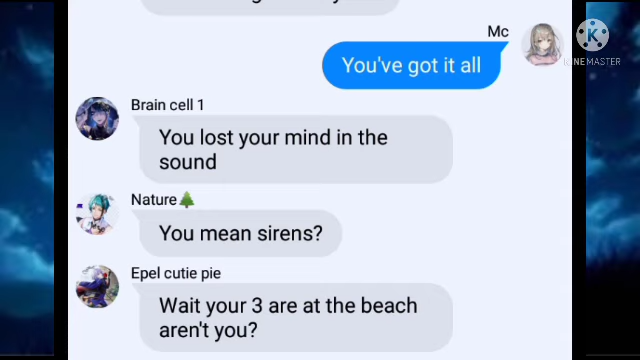 Mc
You've got it all
KINEMASTER
Brain cell 1
You lost your mind in the
sound
Nature🌲
You mean sirens?
Epel cutie pie
Wait your 3 are at the beach
aren't you?